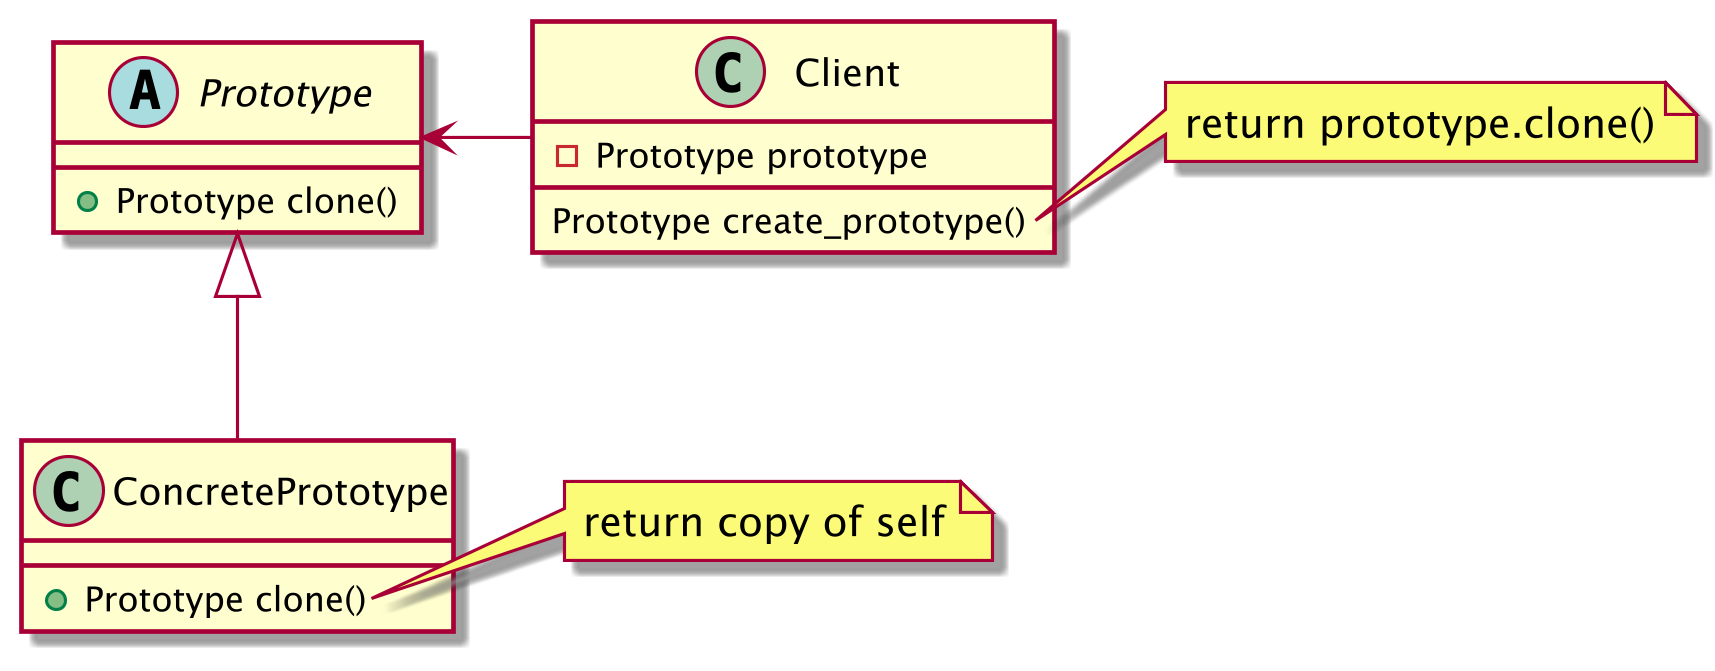 A Prototype
Prototype clone()
C Client
Prototype prototype
Prototype create_prototype()
return prototype.clone()
C ConcretePrototype
Prototype clone()
return copy of self